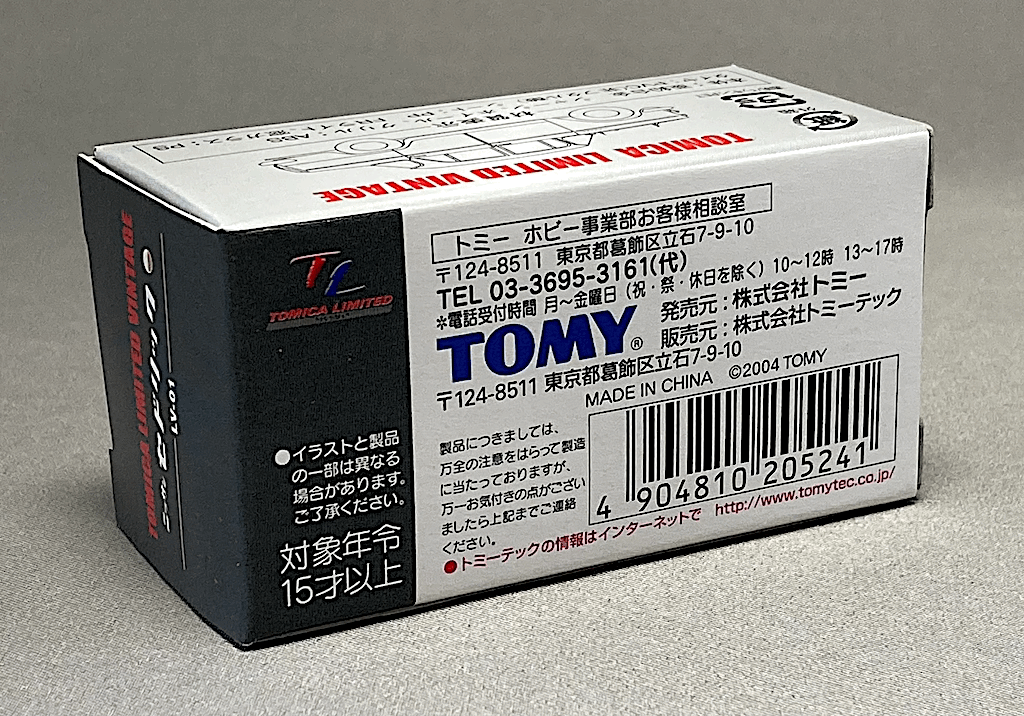 TOMICA LIMITED VINTAGE
TOMICA LIMITED VINTAGE
TL
TOMICA LIMITED
●イラストと製品
の一部は異なる
場合があります。
ご了承ください。
対象年令
15才以上
トミー ホビー事業部お客様相談室
〒124-8511 東京都葛飾区立石7-9-10
TEL 03-3695-3161(代)
*電話受付時間 月〜金曜日（祝・祭・休日を除く）10〜12時 13〜17時
TOMY®
発売元：株式会社トミー
販売元：株式会社トミーテック
〒124-8511 東京都葛飾区立石7-9-10
MADE IN CHINA ©2004 TOMY
製品につきましては、
万全の注意をはらって製造
に当たっておりますが、
万一お気付きの点がござい
ましたら上記までご連絡
ください。
4 904810 205241
●トミーテックの情報はインターネットで http://www.tomytec.co.jp/